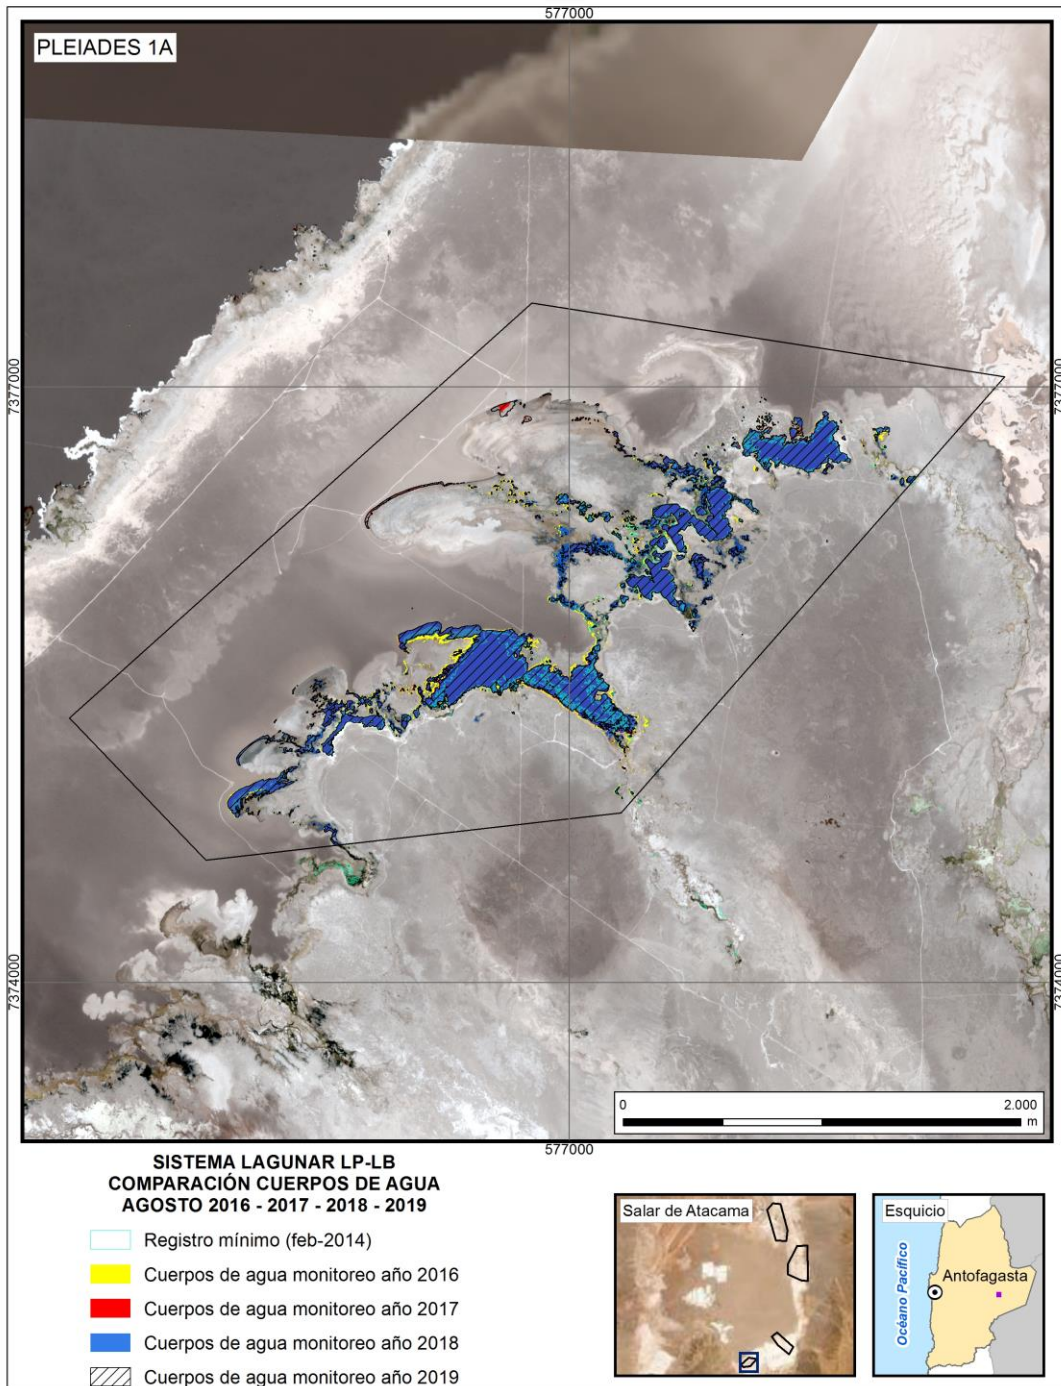 577000
PLEIADES 1A
7377000
7377000
7374000
7374000
0
2.000
m
577000
SISTEMA LAGUNAR LP-LB
COMPARACIÓN CUERPOS DE AGUA
AGOSTO 2016 - 2017 - 2018 - 2019
Registro mínimo (feb-2014)
Cuerpos de agua monitoreo año 2016
Cuerpos de agua monitoreo año 2017
Cuerpos de agua monitoreo año 2018
Cuerpos de agua monitoreo año 2019
Salar de Atacama
Esquicio
Océano Pacífico
Antofagasta